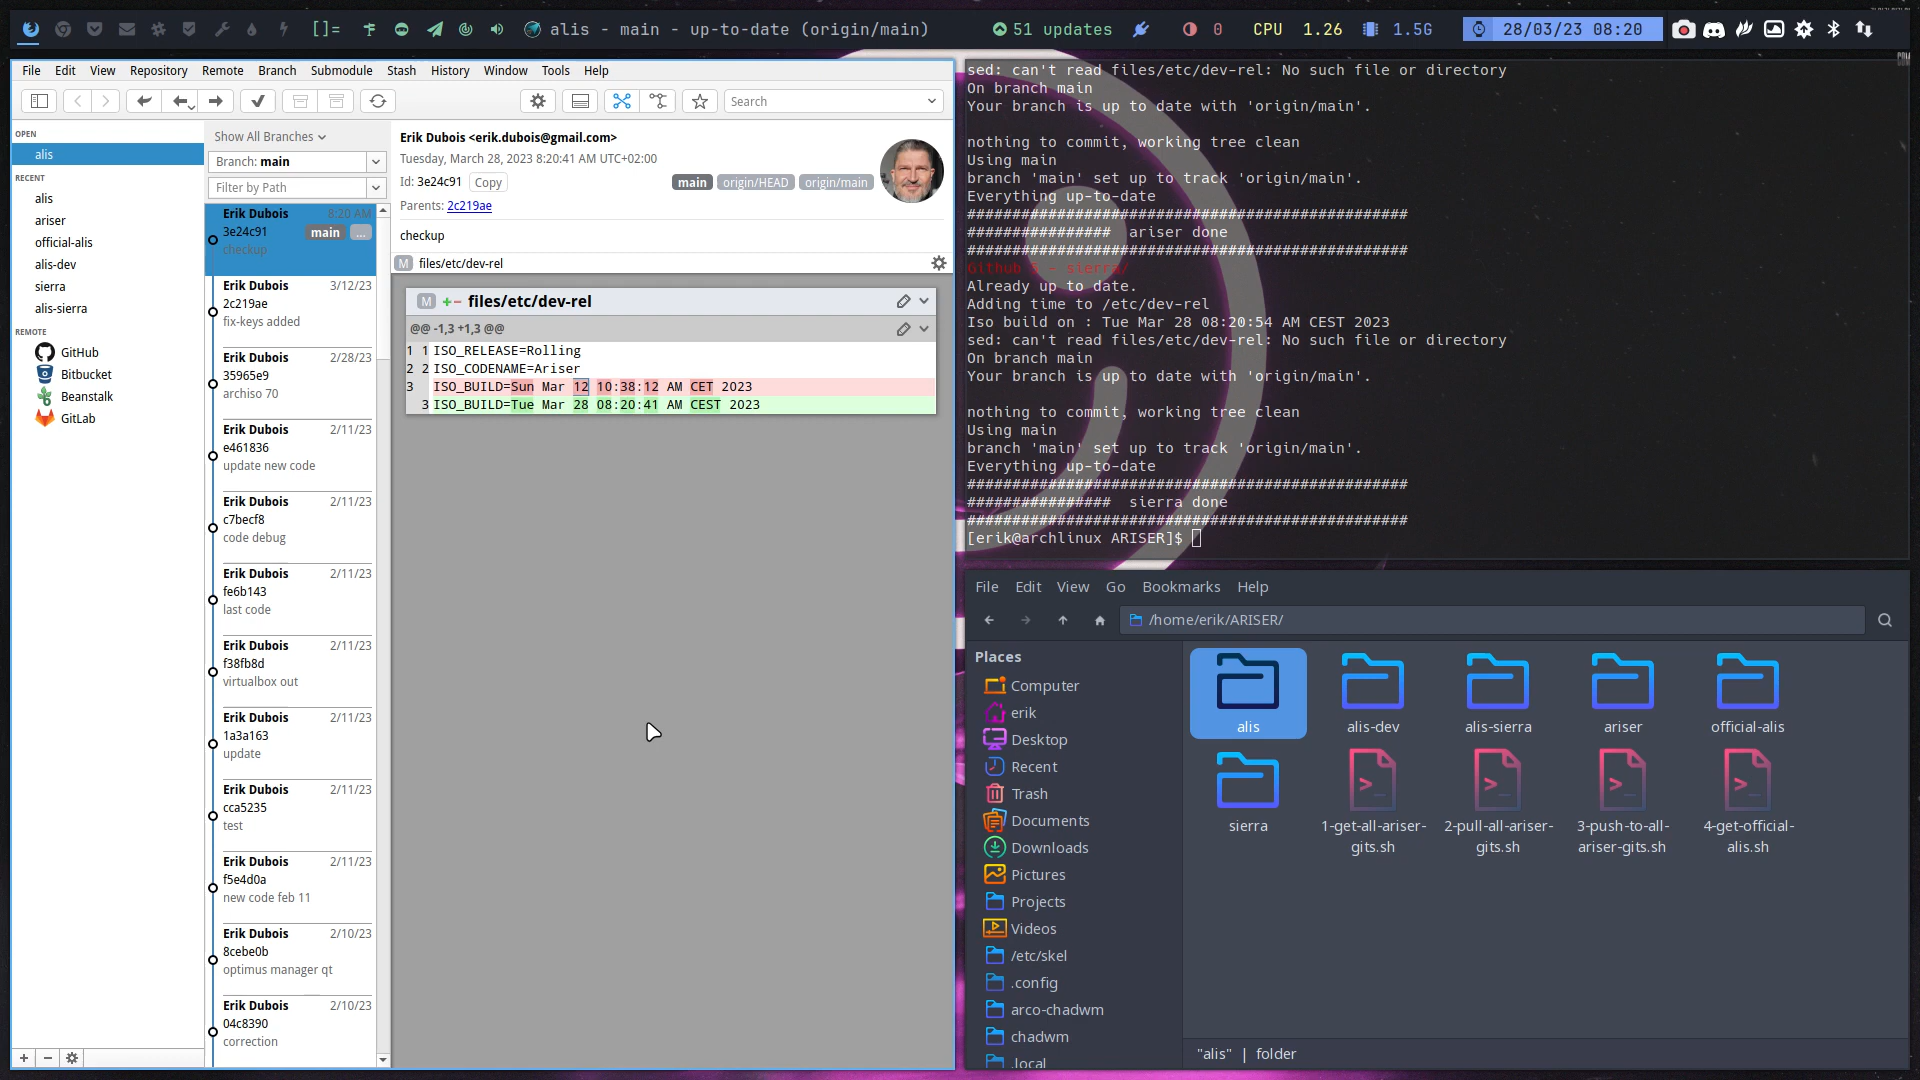 []=
alis - main - up-to-date (origin/main)
51 updates
0
CPU 1.26
1.5G
28/03/23 08:20
File Edit View Repository Remote Branch Submodule Stash History Window Tools Help
Search
OPEN
alis
RECENT
alis
ariser
official-alis
alis-dev
sierra
alis-sierra
REMOTE
GitHub
Bitbucket
Beanstalk
GitLab
Show All Branches
Branch: main
Filter by Path
Erik Dubois 8:20 AM
3e24c91 main ...
checkup
Erik Dubois 3/12/23
2c219ae
fix-keys added
Erik Dubois 2/28/23
35965e9
archiso 70
Erik Dubois 2/11/23
e461836
update new code
Erik Dubois 2/11/23
c7becf8
code debug
Erik Dubois 2/11/23
fe6b143
last code
Erik Dubois 2/11/23
f38fb8d
virtualbox out
Erik Dubois 2/11/23
1a3a163
update
Erik Dubois 2/11/23
cca5235
test
Erik Dubois 2/11/23
f5e4d0a
new code feb 11
Erik Dubois 2/10/23
8cebe0b
optimus manager qt
Erik Dubois 2/10/23
04c8390
correction
Erik Dubois <erik.dubois@gmail.com>
Tuesday, March 28, 2023 8:20:41 AM UTC+02:00
Id: 3e24c91 Copy
main origin/HEAD origin/main
Parents: 2c219ae
checkup
M files/etc/dev-rel
M +− files/etc/dev-rel
@@ -1,3 +1,3 @@
1 1 ISO_RELEASE=Rolling
2 2 ISO_CODENAME=Ariser
3 ISO_BUILD=Sun Mar 12 10:38:12 AM CET 2023
3 ISO_BUILD=Tue Mar 28 08:20:41 AM CEST 2023
sed: can't read files/etc/dev-rel: No such file or directory
On branch main
Your branch is up to date with 'origin/main'.
nothing to commit, working tree clean
Using main
branch 'main' set up to track 'origin/main'.
Everything up-to-date
#################################################
################  ariser done
#################################################
Already up to date.
Adding time to /etc/dev-rel
Iso build on : Tue Mar 28 08:20:54 AM CEST 2023
sed: can't read files/etc/dev-rel: No such file or directory
On branch main
Your branch is up to date with 'origin/main'.
nothing to commit, working tree clean
Using main
branch 'main' set up to track 'origin/main'.
Everything up-to-date
#################################################
################  sierra done
#################################################
[erik@archlinux ARISER]$
File Edit View Go Bookmarks Help
/home/erik/ARISER/
Places
Computer
erik
Desktop
Recent
Trash
Documents
Downloads
Pictures
Projects
Videos
/etc/skel
.config
arco-chadwm
chadwm
.local
alis
alis-dev
alis-sierra
ariser
official-alis
sierra
1-get-all-ariser-
gits.sh
2-pull-all-ariser-
gits.sh
3-push-to-all-
ariser-gits.sh
4-get-official-
alis.sh
"alis" | folder